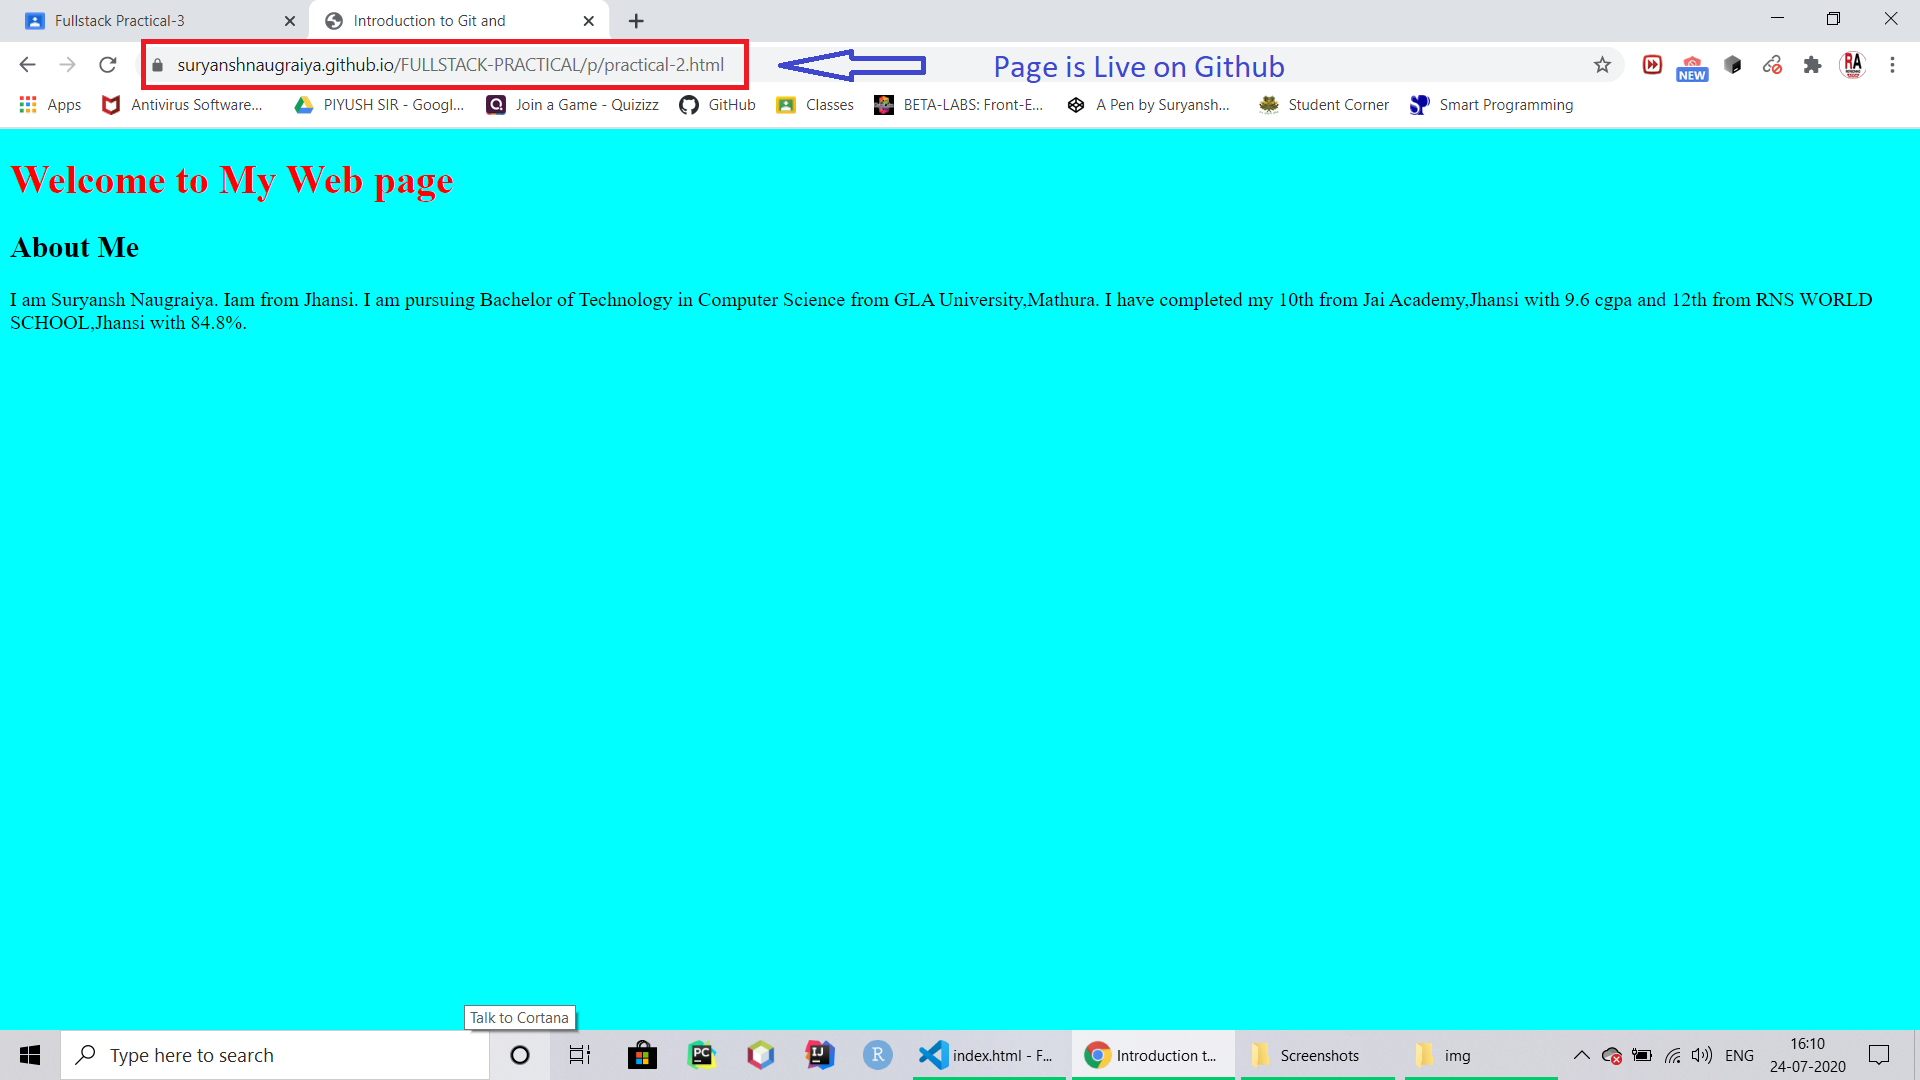 Fullstack Practical-3
Introduction to Git and
suryanshnaugraiya.github.io/FULLSTACK-PRACTICAL/p/practical-2.html
Page is Live on Github
NEW
RA
Apps
Antivirus Software...
PIYUSH SIR - Googl...
Join a Game - Quizizz
GitHub
Classes
BETA-LABS: Front-E...
A Pen by Suryansh...
Student Corner
Smart Programming
Welcome to My Web page
About Me
I am Suryansh Naugraiya. Iam from Jhansi. I am pursuing Bachelor of Technology in Computer Science from GLA University,Mathura. I have completed my 10th from Jai Academy,Jhansi with 9.6 cgpa and 12th from RNS WORLD
SCHOOL,Jhansi with 84.8%.
Talk to Cortana
Type here to search
PC
IJ
R
index.html - F...
Introduction t...
Screenshots
img
ENG
16:10
24-07-2020